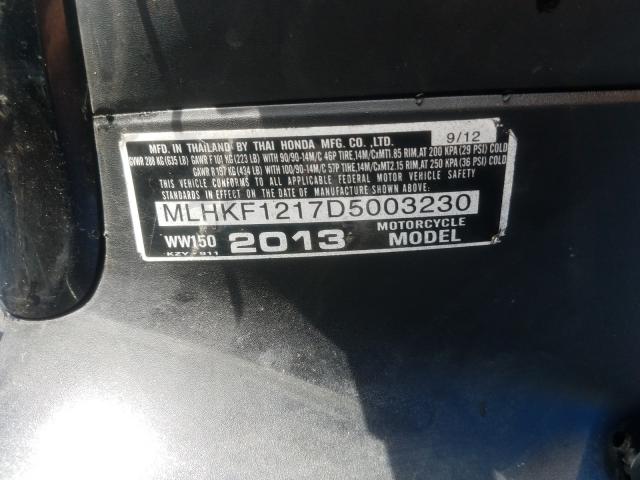 MFD. IN THAILAND BY THAI HONDA MFG. CO.,LTD. 9/12
GVWR 288 KG (635 LB) GAWR F 101 KG (223 LB) WITH 90/90-14M/C 46P TIRE,14M/CxMT1.85 RIM,AT 200 KPA (29 PSI) COLD
GAWR R 197 KG (434 LB) WITH 100/90-14M/C 57P TIRE,14M/CxMT2.15 RIM,AT 250 KPA (36 PSI) COLD
THIS VEHICLE CONFORMS TO ALL APPLICABLE FEDERAL MOTOR VEHICLE SAFETY
STANDARDS IN EFFECT ON THE DATE OF MANUFACTURE SHOWN ABOVE.
MLHKF1217D5003230
WW150 2013 MOTORCYCLE MODEL
KZY-911